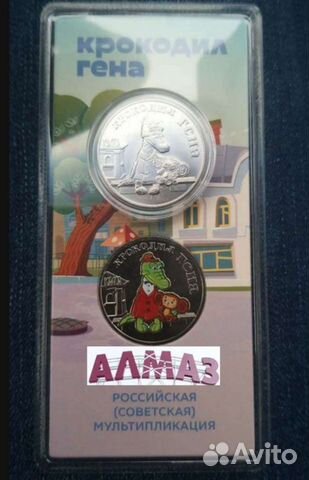 крокодил
гена
КРОКОДИЛ ГЕНА
КРОКОДИЛ ГЕНА
АЛМАЗ
РОССИЙСКАЯ
(СОВЕТСКАЯ)
МУЛЬТИПЛИКАЦИЯ
Avito